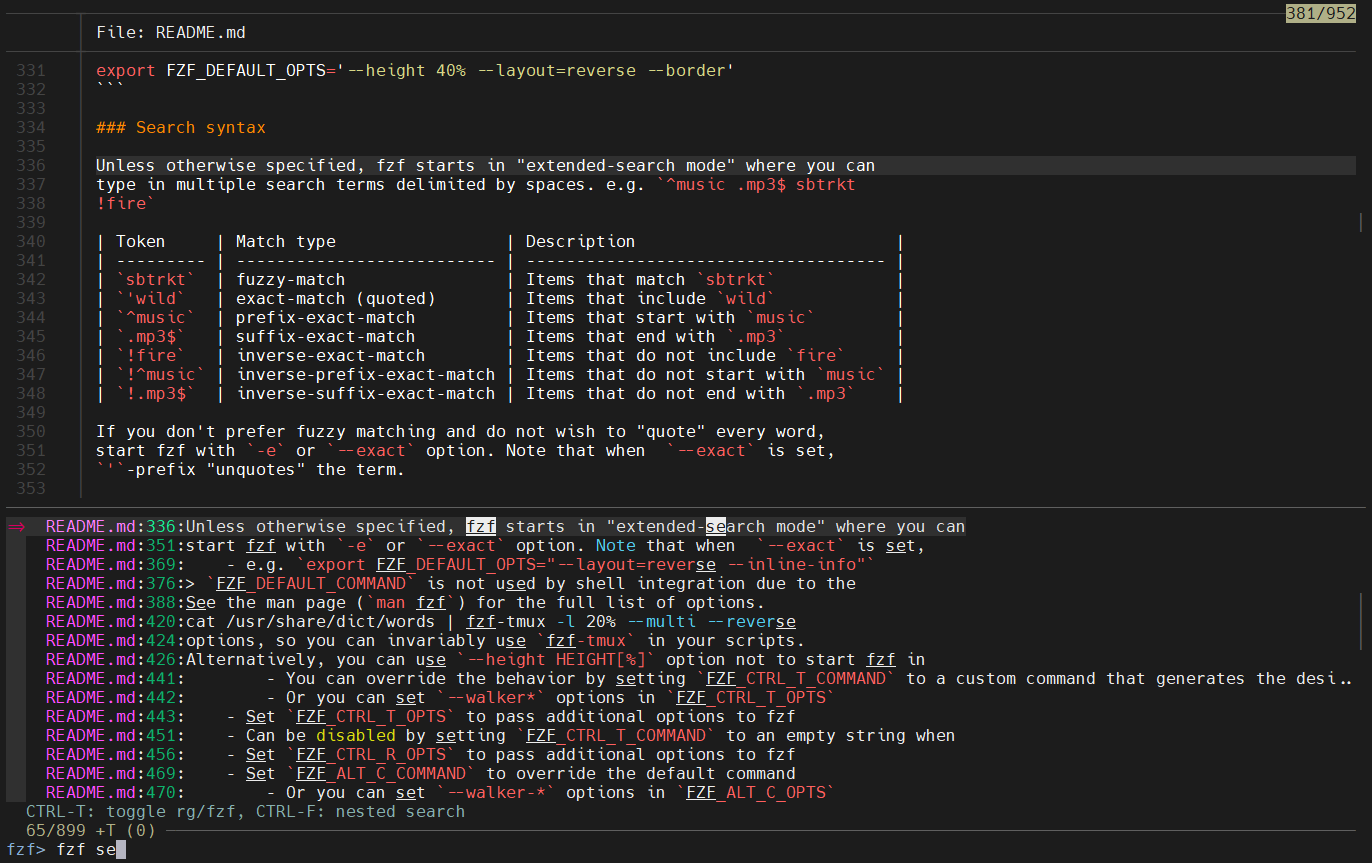 381/952
File: README.md
331 export FZF_DEFAULT_OPTS='--height 40% --layout=reverse --border'
332 ```
333
334 ### Search syntax
335
336 Unless otherwise specified, fzf starts in "extended-search mode" where you can
337 type in multiple search terms delimited by spaces. e.g. `^music .mp3$ sbtrkt
338 !fire`
339
340 | Token     | Match type                 | Description                          |
341 | --------- | -------------------------- | ------------------------------------ |
342 | `sbtrkt`  | fuzzy-match                | Items that match `sbtrkt`            |
343 | `'wild`   | exact-match (quoted)       | Items that include `wild`            |
344 | `^music`  | prefix-exact-match         | Items that start with `music`        |
345 | `.mp3$`   | suffix-exact-match         | Items that end with `.mp3`           |
346 | `!fire`   | inverse-exact-match        | Items that do not include `fire`     |
347 | `!^music` | inverse-prefix-exact-match | Items that do not start with `music` |
348 | `!.mp3$`  | inverse-suffix-exact-match | Items that do not end with `.mp3`    |
349
350 If you don't prefer fuzzy matching and do not wish to "quote" every word,
351 start fzf with `-e` or `--exact` option. Note that when  `--exact` is set,
352 `'`-prefix "unquotes" the term.
353
⇒ README.md:336:Unless otherwise specified, fzf starts in "extended-search mode" where you can
README.md:351:start fzf with `-e` or `--exact` option. Note that when  `--exact` is set,
README.md:369:    - e.g. `export FZF_DEFAULT_OPTS="--layout=reverse --inline-info"`
README.md:376:> `FZF_DEFAULT_COMMAND` is not used by shell integration due to the
README.md:388:See the man page (`man fzf`) for the full list of options.
README.md:420:cat /usr/share/dict/words | fzf-tmux -l 20% --multi --reverse
README.md:424:options, so you can invariably use `fzf-tmux` in your scripts.
README.md:426:Alternatively, you can use `--height HEIGHT[%]` option not to start fzf in
README.md:441:        - You can override the behavior by setting `FZF_CTRL_T_COMMAND` to a custom command that generates the desi..
README.md:442:        - Or you can set `--walker*` options in `FZF_CTRL_T_OPTS`
README.md:443:    - Set `FZF_CTRL_T_OPTS` to pass additional options to fzf
README.md:451:    - Can be disabled by setting `FZF_CTRL_T_COMMAND` to an empty string when
README.md:456:    - Set `FZF_CTRL_R_OPTS` to pass additional options to fzf
README.md:469:    - Set `FZF_ALT_C_COMMAND` to override the default command
README.md:470:        - Or you can set `--walker-*` options in `FZF_ALT_C_OPTS`
CTRL-T: toggle rg/fzf, CTRL-F: nested search
65/899 +T (0)
fzf> fzf se